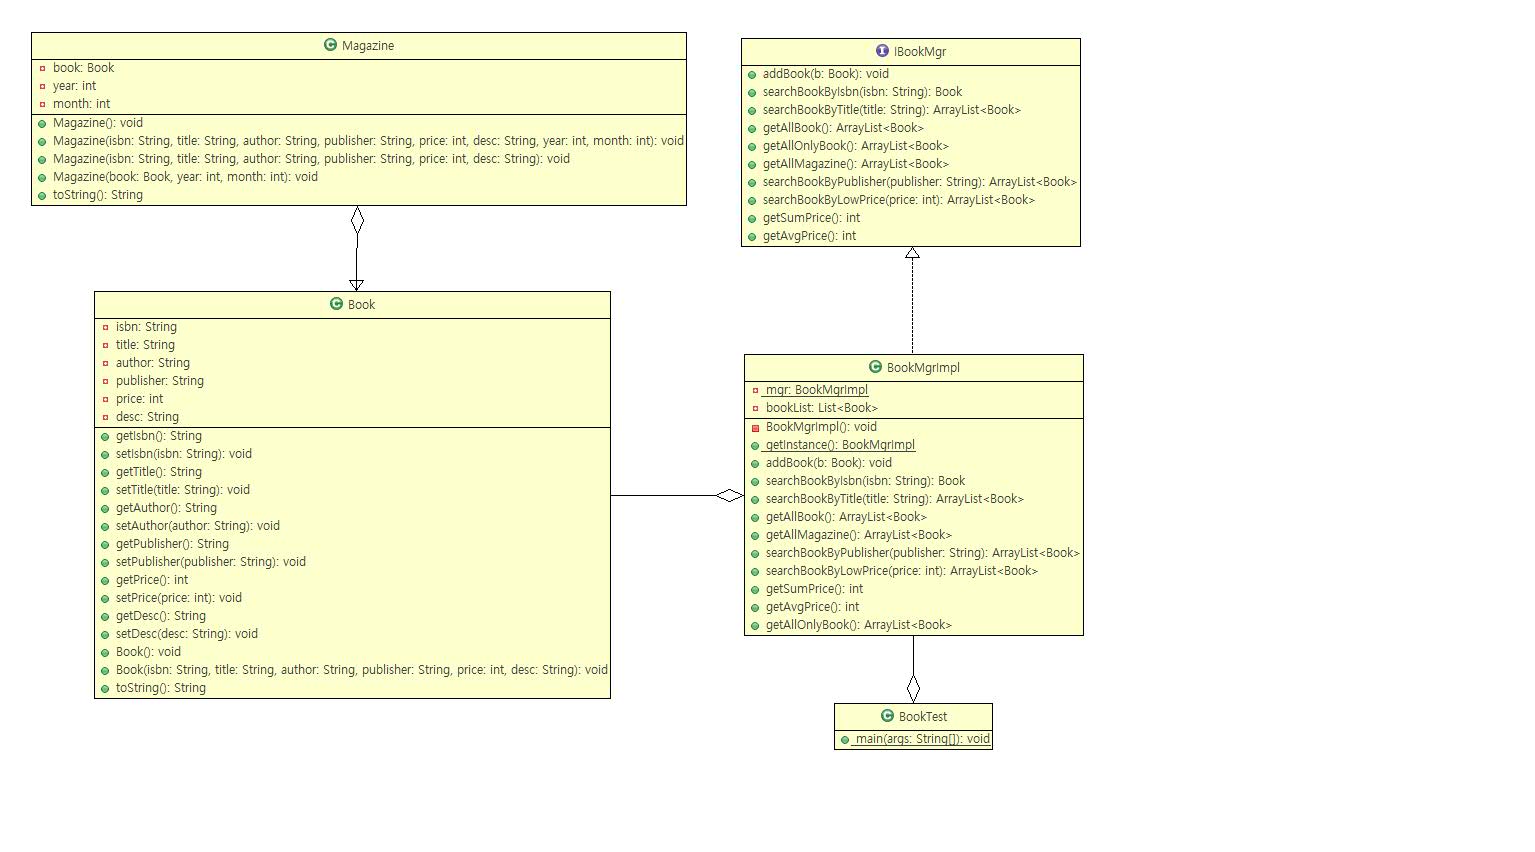 Magazine
book: Book
year: int
month: int
Magazine(): void
Magazine(isbn: String, title: String, author: String, publisher: String, price: int, desc: String, year: int, month: int): void
Magazine(isbn: String, title: String, author: String, publisher: String, price: int, desc: String): void
Magazine(book: Book, year: int, month: int): void
toString(): String
IBookMgr
addBook(b: Book): void
searchBookByIsbn(isbn: String): Book
searchBookByTitle(title: String): ArrayList<Book>
getAllBook(): ArrayList<Book>
getAllOnlyBook(): ArrayList<Book>
getAllMagazine(): ArrayList<Book>
searchBookByPublisher(publisher: String): ArrayList<Book>
searchBookByLowPrice(price: int): ArrayList<Book>
getSumPrice(): int
getAvgPrice(): int
Book
isbn: String
title: String
author: String
publisher: String
price: int
desc: String
getIsbn(): String
setIsbn(isbn: String): void
getTitle(): String
setTitle(title: String): void
getAuthor(): String
setAuthor(author: String): void
getPublisher(): String
setPublisher(publisher: String): void
getPrice(): int
setPrice(price: int): void
getDesc(): String
setDesc(desc: String): void
Book(): void
Book(isbn: String, title: String, author: String, publisher: String, price: int, desc: String): void
toString(): String
BookMgrImpl
mgr: BookMgrImpl
bookList: List<Book>
BookMgrImpl(): void
getInstance(): BookMgrImpl
addBook(b: Book): void
searchBookByIsbn(isbn: String): Book
searchBookByTitle(title: String): ArrayList<Book>
getAllBook(): ArrayList<Book>
getAllMagazine(): ArrayList<Book>
searchBookByPublisher(publisher: String): ArrayList<Book>
searchBookByLowPrice(price: int): ArrayList<Book>
getSumPrice(): int
getAvgPrice(): int
getAllOnlyBook(): ArrayList<Book>
BookTest
main(args: String[]): void